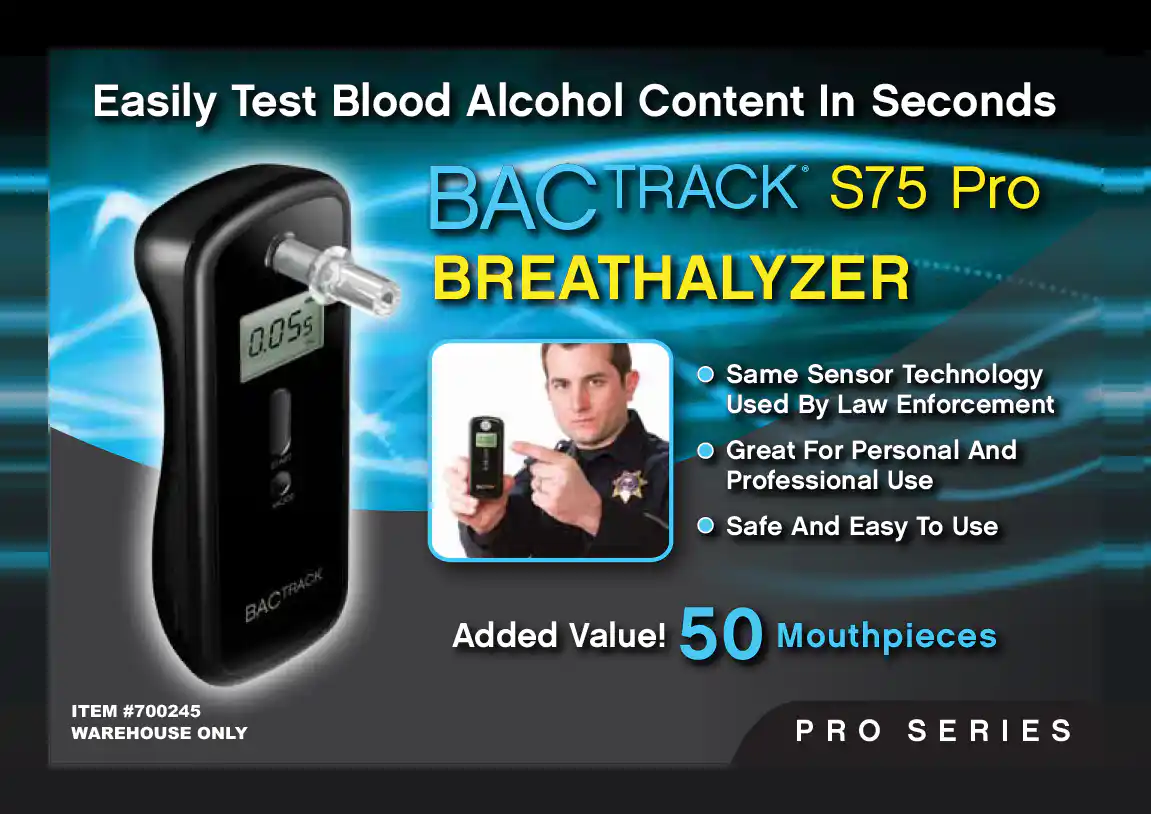 Easily Test Blood Alcohol Content In Seconds
BACTRACK® S75 Pro
BREATHALYZER
0.05
Same Sensor Technology
Used By Law Enforcement
Great For Personal And
Professional Use
Safe And Easy To Use
BACTRACK
Added Value! 50 Mouthpieces
ITEM #700245
WAREHOUSE ONLY
PRO SERIES